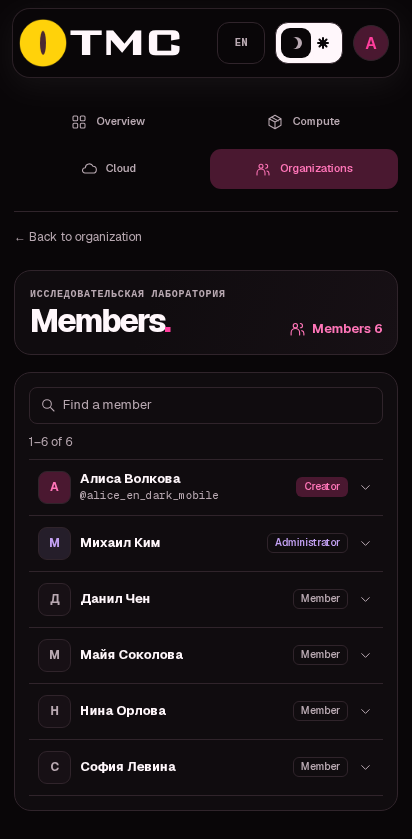 TMC
EN
A
Overview
Compute
Cloud
Organizations
← Back to organization
ИССЛЕДОВАТЕЛЬСКАЯ ЛАБОРАТОРИЯ
Members.
Members 6
Find a member
1–6 of 6
А
Алиса Волкова
@alice_en_dark_mobile
Creator
М
Михаил Ким
Administrator
Д
Данил Чен
Member
М
Майя Соколова
Member
Н
Нина Орлова
Member
С
София Левина
Member